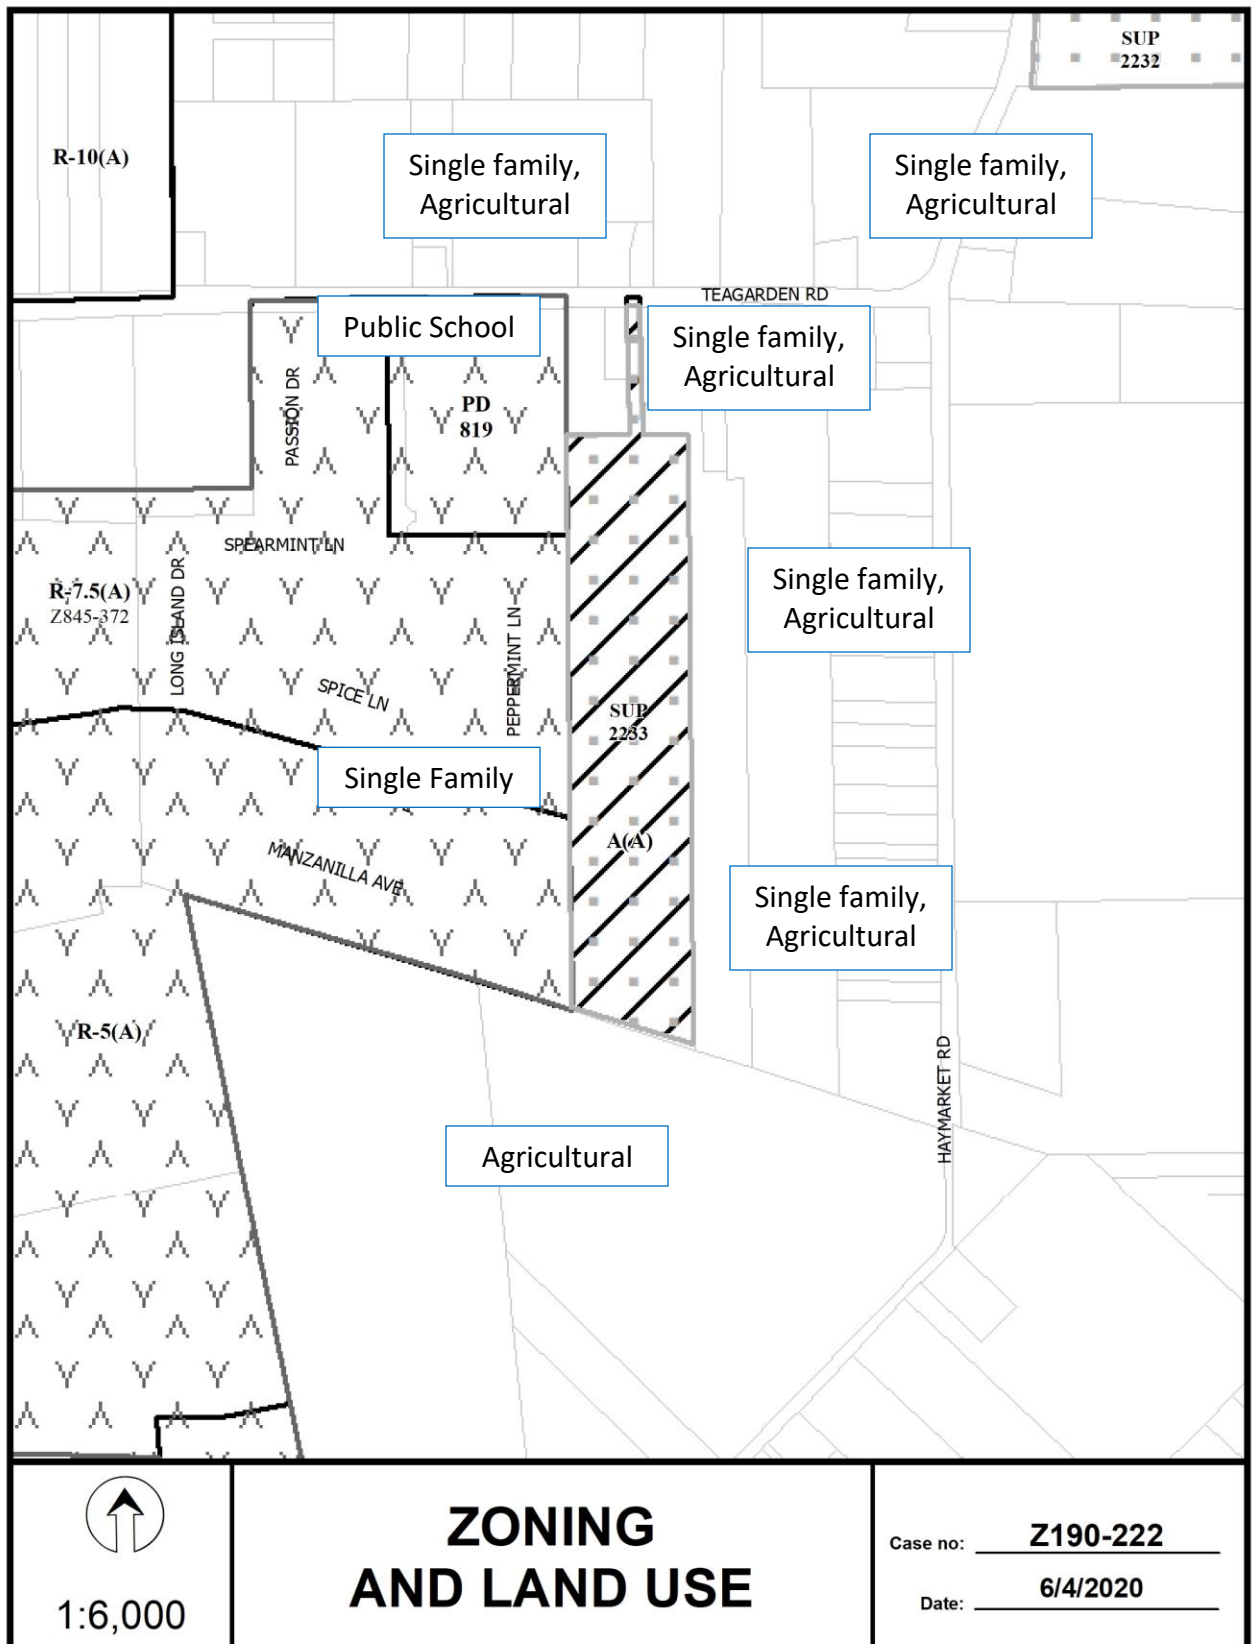 SUP
2232
R-10(A)
Single family,
Agricultural
Single family,
Agricultural
TEAGARDEN RD
Public School
Single family,
Agricultural
PASSION DR
PD
819
SPEARMINT LN
R-7.5(A)
Z845-372
LONG ISLAND DR
Single family,
Agricultural
PEPPERMINT LN
SPICE LN
SUP
2233
Single Family
A(A)
MANZANILLA AVE
Single family,
Agricultural
R-5(A)
HAYMARKET RD
Agricultural
1:6,000
ZONING
AND LAND USE
Case no: Z190-222
Date: 6/4/2020